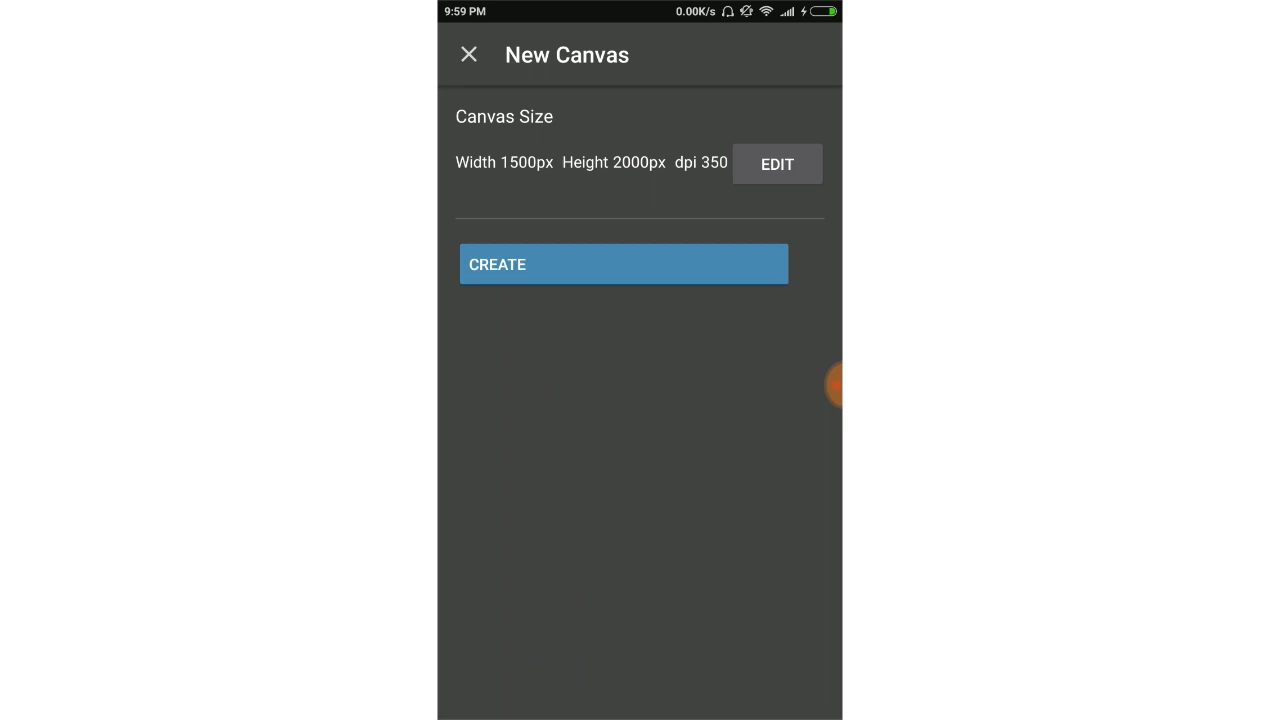 9:59 PM 0.00K/s
New Canvas
Canvas Size
Width 1500px Height 2000px dpi 350 EDIT
CREATE